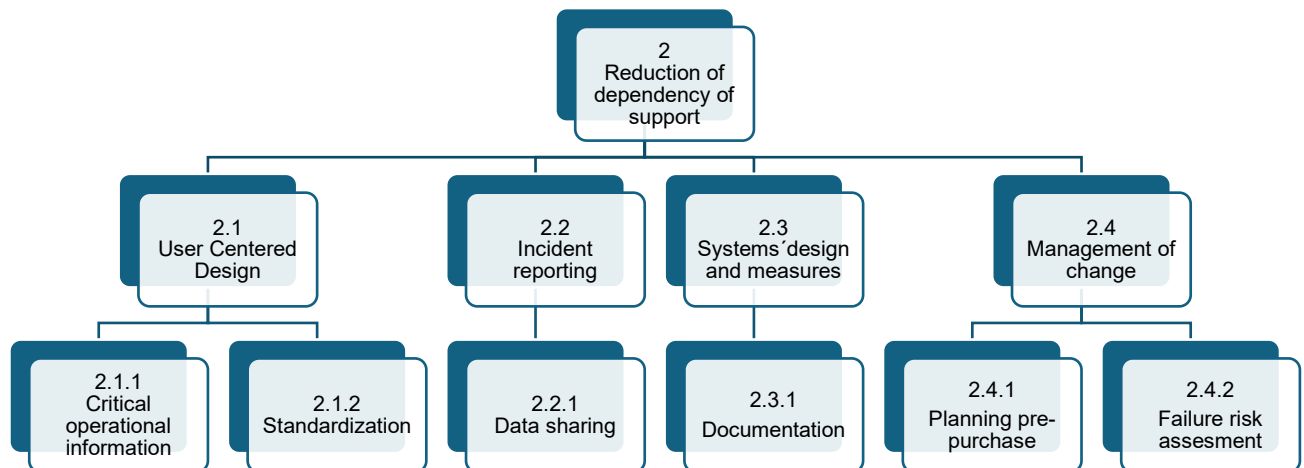 2
Reduction of
dependency of
support
2.1
User Centered
Design
2.2
Incident
reporting
2.3
Systems´design
and measures
2.4
Management of
change
2.1.1
Critical
operational
information
2.1.2
Standardization
2.2.1
Data sharing
2.3.1
Documentation
2.4.1
Planning pre-
purchase
2.4.2
Failure risk
assesment